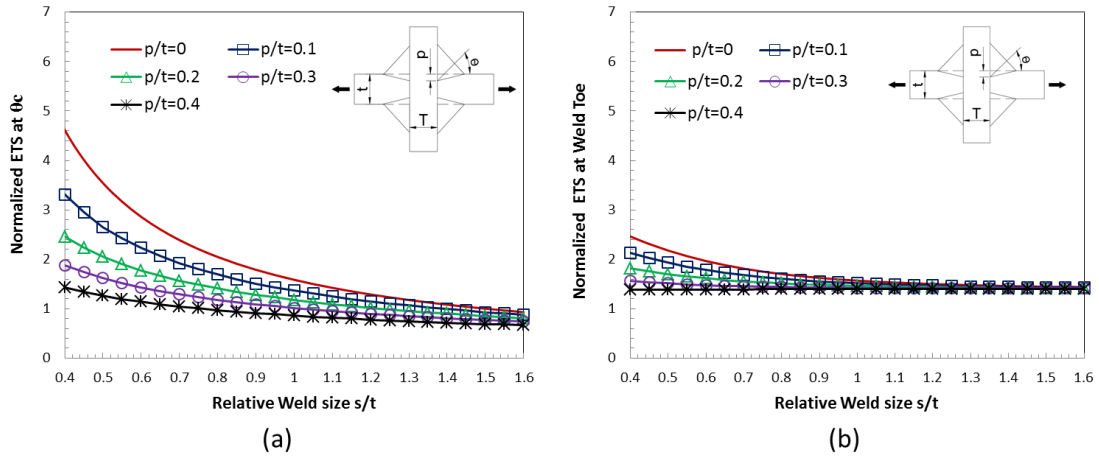 7
6
5
4
3
2
1
0
Normalized ETS at θc
p/t=0
p/t=0.1
p/t=0.2
p/t=0.3
p/t=0.4
p
θ
t
T
0.4 0.5 0.6 0.7 0.8 0.9 1 1.1 1.2 1.3 1.4 1.5 1.6
Relative Weld size s/t
(a)
7
6
5
4
3
2
1
0
Normalized ETS at Weld Toe
p/t=0
p/t=0.1
p/t=0.2
p/t=0.3
p/t=0.4
p
θ
t
T
0.4 0.5 0.6 0.7 0.8 0.9 1 1.1 1.2 1.3 1.4 1.5 1.6
Relative Weld size s/t
(b)